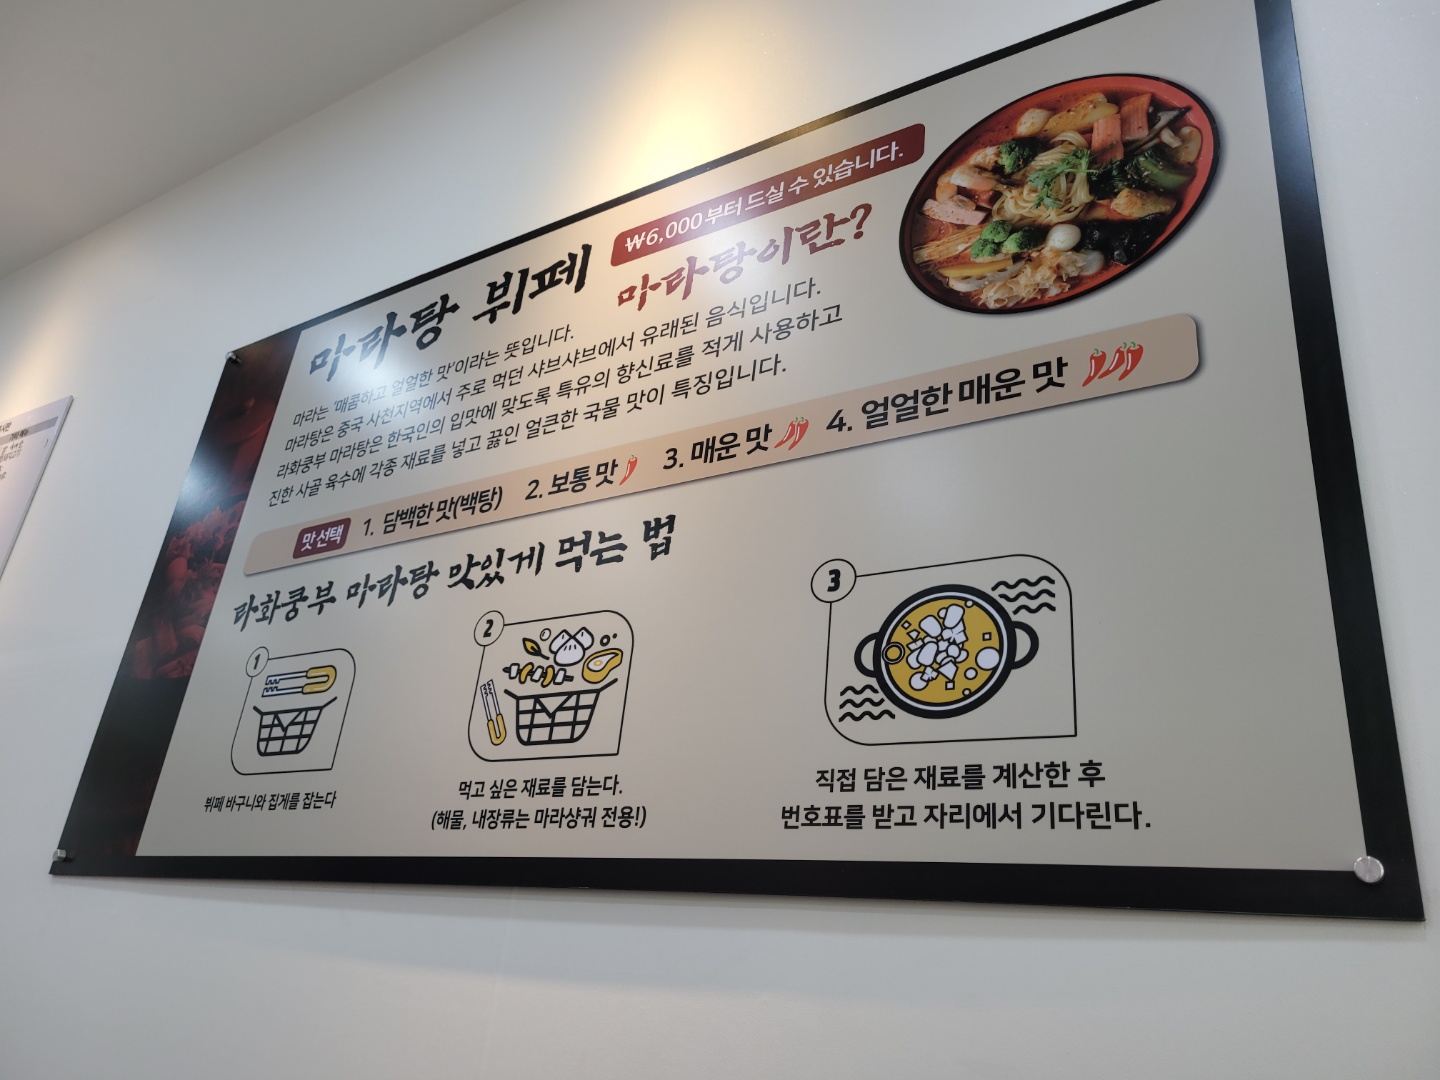 마라탕 뷔페
₩6,000부터 드실 수 있습니다.
마라탕이란?
마라는 '매콤하고 얼얼한 맛'이라는 뜻입니다.
마라탕은 중국 사천지역에서 주로 먹던 샤브샤브에서 유래된 음식입니다.
라화쿵부 마라탕은 한국인의 입맛에 맞도록 특유의 향신료를 적게 사용하고
진한 사골 육수에 각종 재료를 넣고 끓인 얼큰한 국물 맛이 특징입니다.
맛선택 1. 담백한 맛(백탕) 2. 보통 맛 3. 매운 맛 4. 얼얼한 매운 맛
라화쿵부 마라탕 맛있게 먹는 법
1
뷔페 바구니와 집게를 잡는다
2
먹고 싶은 재료를 담는다.
(해물, 내장류는 마라샹궈 전용!)
3
직접 담은 재료를 계산한 후
번호표를 받고 자리에서 기다린다.